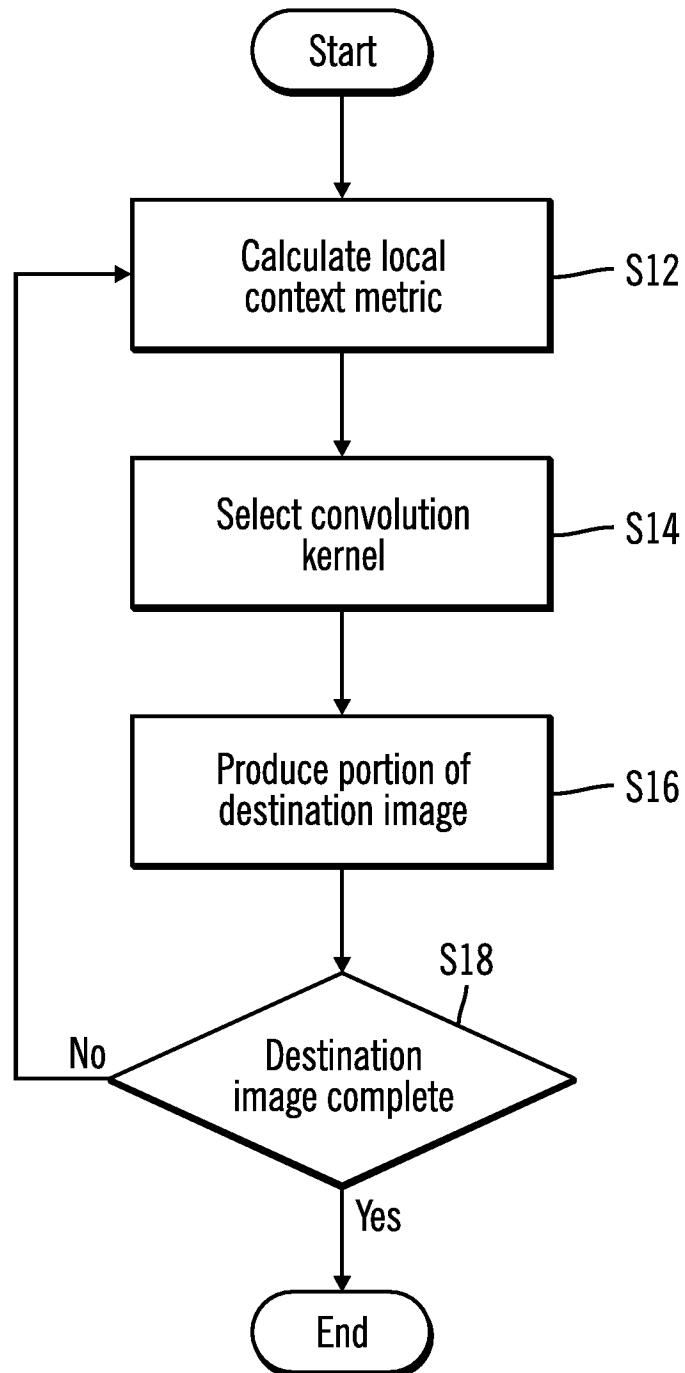 Start
Calculate local
context metric
S12
Select convolution
kernel
S14
Produce portion of
destination image
S16
S18
No
Destination
image complete
Yes
End